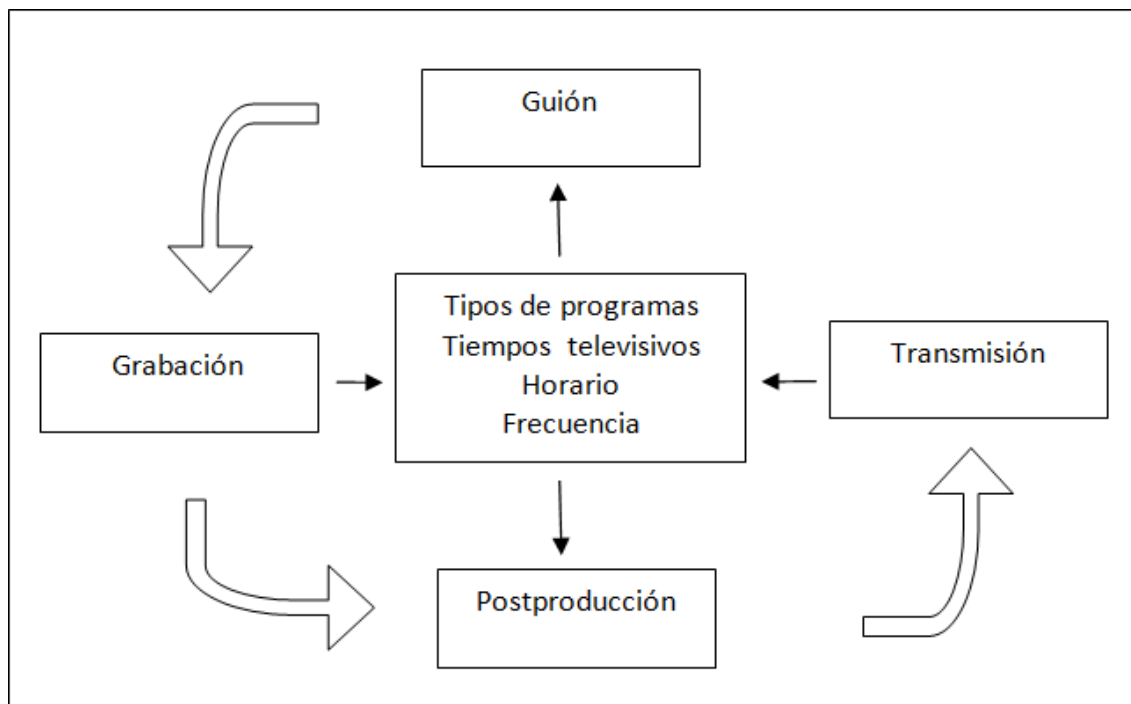 Guión
Tipos de programas
Tiempos televisivos
Horario
Frecuencia
Grabación
Transmisión
Postproducción